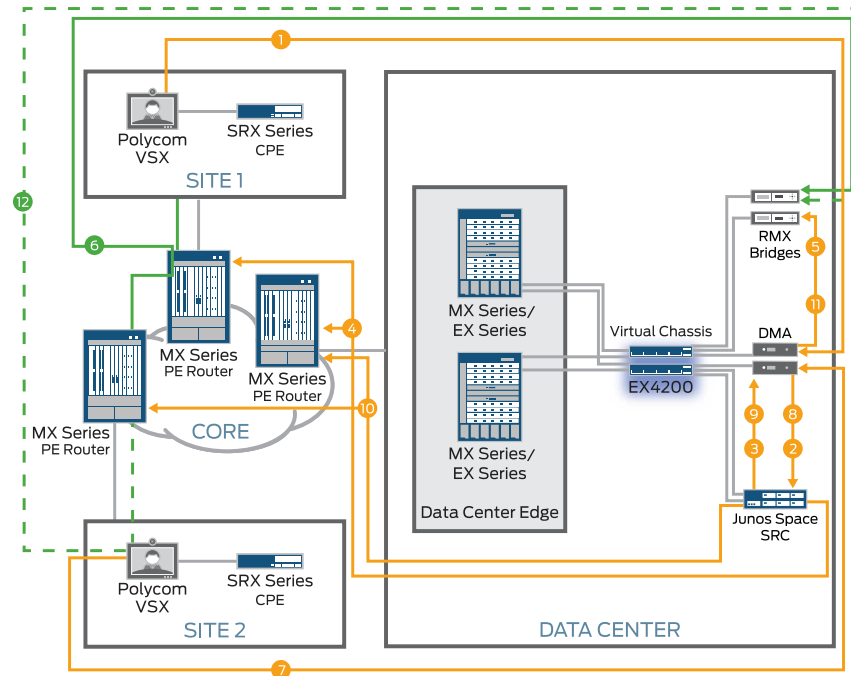 1
Polycom
VSX
SRX Series
CPE
SITE 1
12
6
MX Series
PE Router
4
MX Series
PE Router
MX Series
PE Router
10
CORE
Polycom
VSX
SRX Series
CPE
SITE 2
7
MX Series/
EX Series
MX Series/
EX Series
Data Center Edge
Virtual Chassis
EX4200
RMX
Bridges
5
11
DMA
9
8
3
2
Junos Space
SRC
DATA CENTER